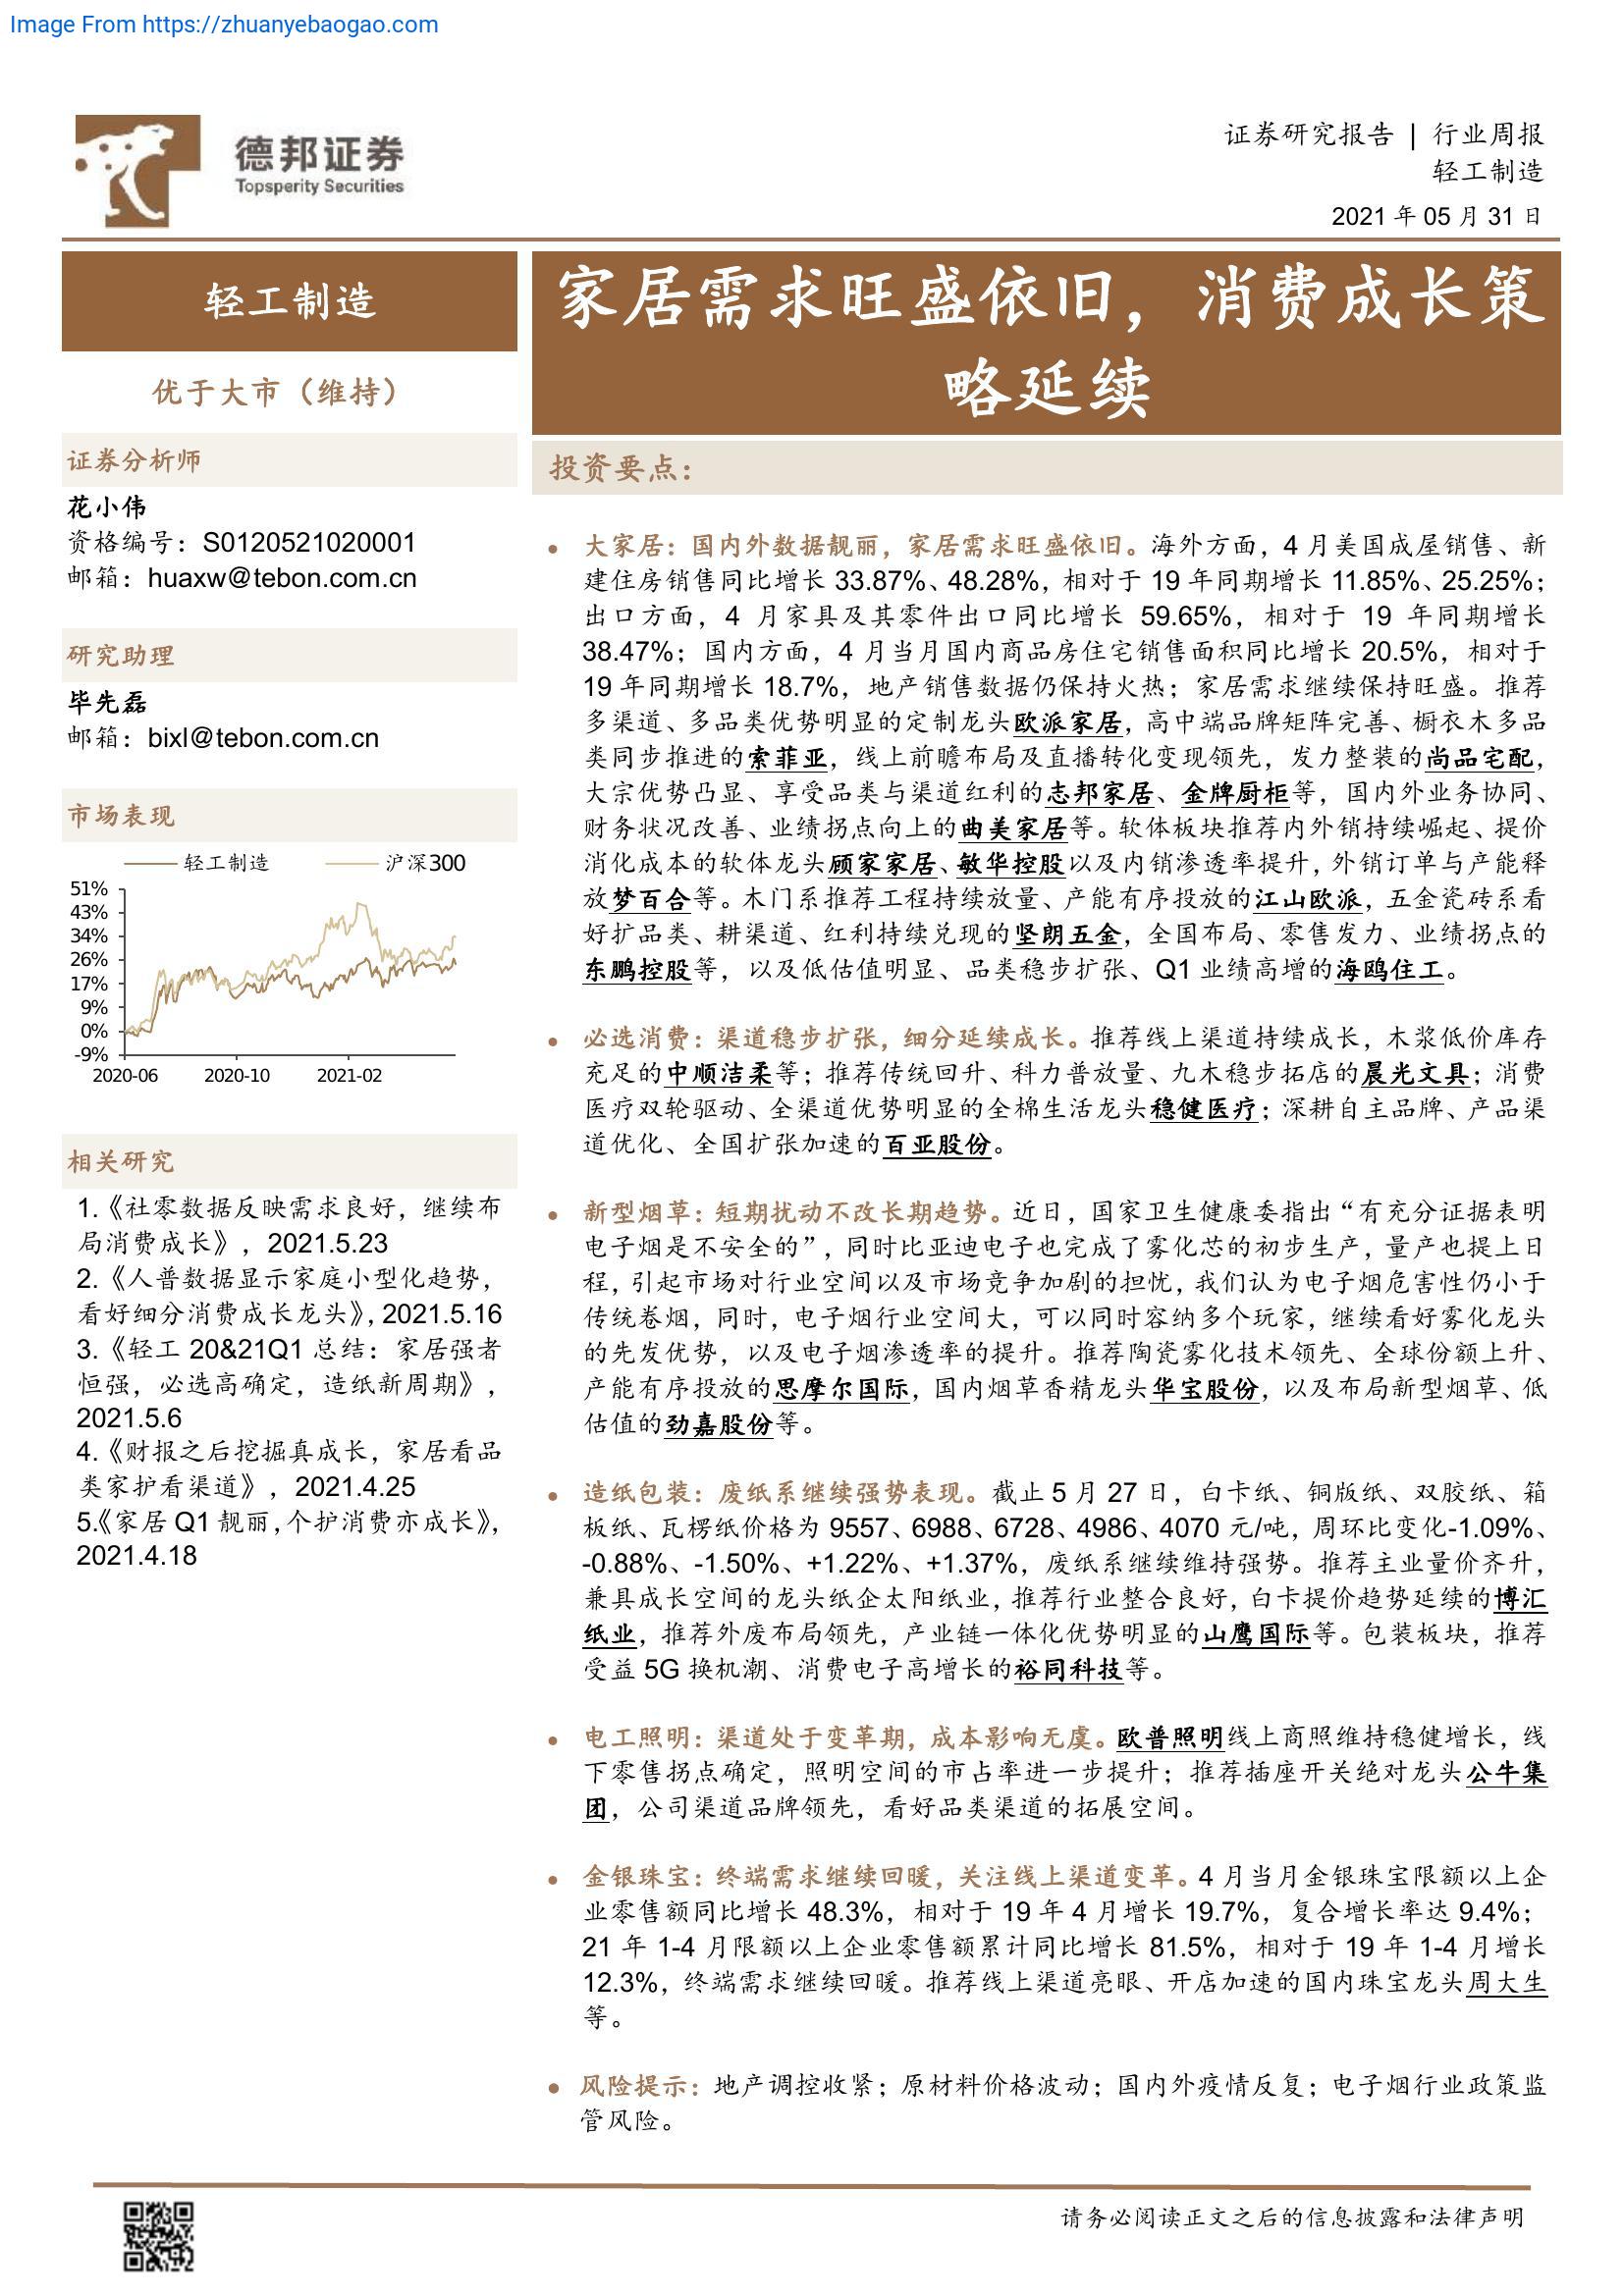 Image From https://zhuanyebaogao.com
德邦证券
Topsperity Securities
证券研究报告 | 行业周报
轻工制造
2021 年 05 月 31 日
轻工制造
优于大市（维持）
证券分析师
花小伟
资格编号：S0120521020001
邮箱：huaxw@tebon.com.cn
研究助理
毕先磊
邮箱：bixl@tebon.com.cn
市场表现
轻工制造 沪深300
51%
43%
34%
26%
17%
9%
0%
-9%
2020-06 2020-10 2021-02
相关研究
1.《社零数据反映需求良好，继续布
局消费成长》，2021.5.23
2.《人普数据显示家庭小型化趋势，
看好细分消费成长龙头》，2021.5.16
3.《轻工 20&21Q1 总结：家居强者
恒强，必选高确定，造纸新周期》，
2021.5.6
4.《财报之后挖掘真成长，家居看品
类家护看渠道》，2021.4.25
5.《家居 Q1 靓丽，个护消费亦成长》，
2021.4.18
家居需求旺盛依旧，消费成长策
略延续
投资要点：
● 大家居：国内外数据靓丽，家居需求旺盛依旧。海外方面，4 月美国成屋销售、新
建住房销售同比增长 33.87%、48.28%，相对于 19 年同期增长 11.85%、25.25%；
出口方面，4 月家具及其零件出口同比增长 59.65%，相对于 19 年同期增长
38.47%；国内方面，4 月当月国内商品房住宅销售面积同比增长 20.5%，相对于
19 年同期增长 18.7%，地产销售数据仍保持火热；家居需求继续保持旺盛。推荐
多渠道、多品类优势明显的定制龙头欧派家居，高中端品牌矩阵完善、橱衣木多品
类同步推进的索菲亚，线上前瞻布局及直播转化变现领先，发力整装的尚品宅配，
大宗优势凸显、享受品类与渠道红利的志邦家居、金牌厨柜等，国内外业务协同、
财务状况改善、业绩拐点向上的曲美家居等。软体板块推荐内外销持续崛起、提价
消化成本的软体龙头顾家家居、敏华控股以及内销渗透率提升，外销订单与产能释
放梦百合等。木门系推荐工程持续放量、产能有序投放的江山欧派，五金瓷砖系看
好扩品类、耕渠道、红利持续兑现的坚朗五金，全国布局、零售发力、业绩拐点的
东鹏控股等，以及低估值明显、品类稳步扩张、Q1 业绩高增的海鸥住工。
● 必选消费：渠道稳步扩张，细分延续成长。推荐线上渠道持续成长，木浆低价库存
充足的中顺洁柔等；推荐传统回升、科力普放量、九木稳步拓店的晨光文具；消费
医疗双轮驱动、全渠道优势明显的全棉生活龙头稳健医疗；深耕自主品牌、产品渠
道优化、全国扩张加速的百亚股份。
● 新型烟草：短期扰动不改长期趋势。近日，国家卫生健康委指出“有充分证据表明
电子烟是不安全的”，同时比亚迪电子也完成了雾化芯的初步生产，量产也提上日
程，引起市场对行业空间以及市场竞争加剧的担忧，我们认为电子烟危害性仍小于
传统卷烟，同时，电子烟行业空间大，可以同时容纳多个玩家，继续看好雾化龙头
的先发优势，以及电子烟渗透率的提升。推荐陶瓷雾化技术领先、全球份额上升、
产能有序投放的思摩尔国际，国内烟草香精龙头华宝股份，以及布局新型烟草、低
估值的劲嘉股份等。
● 造纸包装：废纸系继续强势表现。截止 5 月 27 日，白卡纸、铜版纸、双胶纸、箱
板纸、瓦楞纸价格为 9557、6988、6728、4986、4070 元/吨，周环比变化-1.09%、
-0.88%、-1.50%、+1.22%、+1.37%，废纸系继续维持强势。推荐主业量价齐升，
兼具成长空间的龙头纸企太阳纸业，推荐行业整合良好，白卡提价趋势延续的博汇
纸业，推荐外废布局领先，产业链一体化优势明显的山鹰国际等。包装板块，推荐
受益 5G 换机潮、消费电子高增长的裕同科技等。
● 电工照明：渠道处于变革期，成本影响无虞。欧普照明线上商照维持稳健增长，线
下零售拐点确定，照明空间的市占率进一步提升；推荐插座开关绝对龙头公牛集
团，公司渠道品牌领先，看好品类渠道的拓展空间。
● 金银珠宝：终端需求继续回暖，关注线上渠道变革。4 月当月金银珠宝限额以上企
业零售额同比增长 48.3%，相对于 19 年 4 月增长 19.7%，复合增长率达 9.4%；
21 年 1-4 月限额以上企业零售额累计同比增长 81.5%，相对于 19 年 1-4 月增长
12.3%，终端需求继续回暖。推荐线上渠道亮眼、开店加速的国内珠宝龙头周大生
等。
● 风险提示：地产调控收紧；原材料价格波动；国内外疫情反复；电子烟行业政策监
管风险。
请务必阅读正文之后的信息披露和法律声明